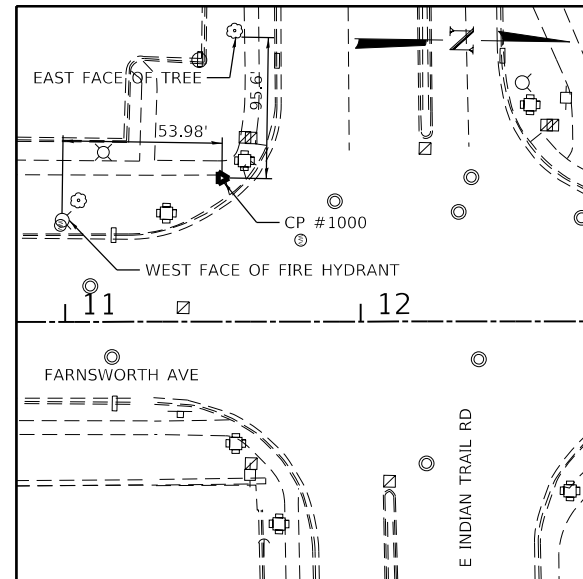 N
EAST FACE OF TREE
95.6'
53.98'
CP #1000
WEST FACE OF FIRE HYDRANT
11
12
FARNSWORTH AVE
E INDIAN TRAIL RD